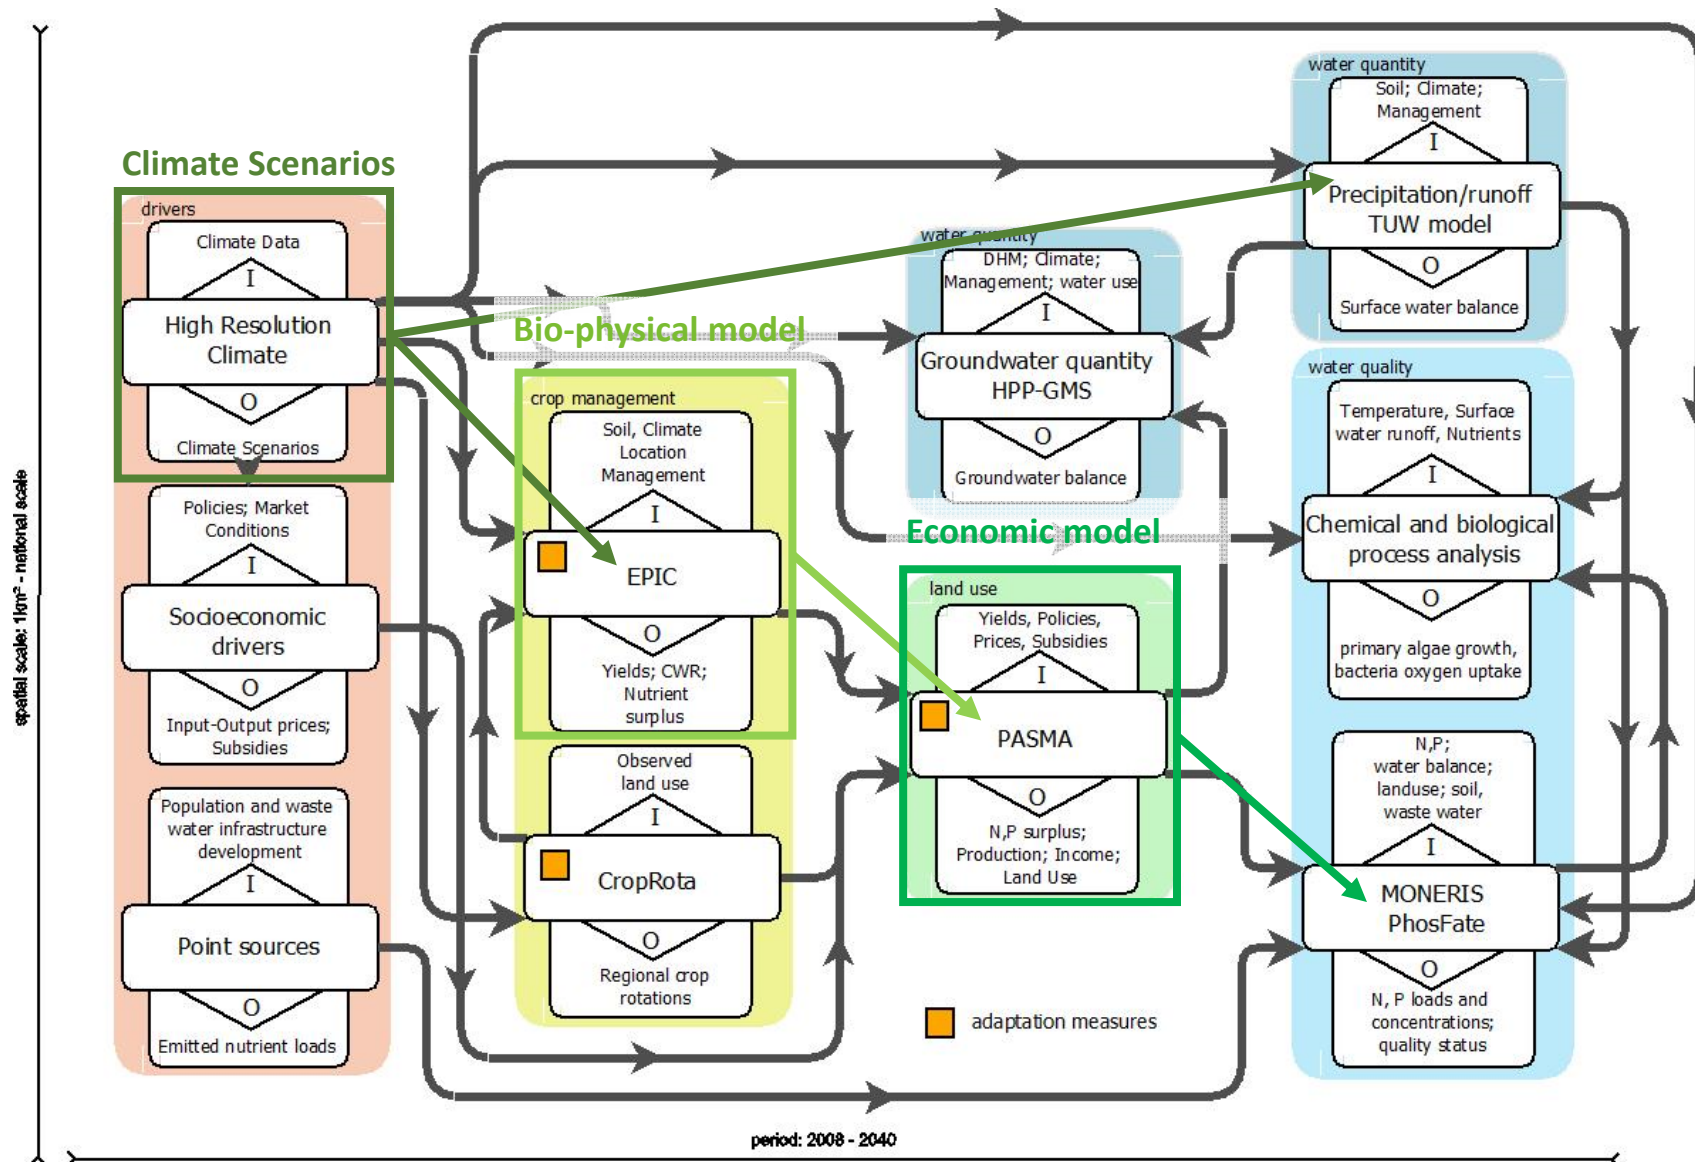 Climate Scenarios
drivers
Climate Data
I
High Resolution
Climate
O
Climate Scenarios
Policies; Market
Conditions
I
Socioeconomic
drivers
O
Input-Output prices;
Subsidies
Population and waste
water infrastructure
development
I
Point sources
O
Emitted nutrient loads
Bio-physical model
crop management
Soil, Climate
Location
Management
I
EPIC
O
Yields; CWR;
Nutrient
surplus
Observed
land use
I
CropRota
O
Regional crop
rotations
water quantity
DHM; Climate;
Management; water use
I
Groundwater quantity
HPP-GMS
O
Groundwater balance
Economic model
land use
Yields, Policies,
Prices, Subsidies
I
PASMA
O
N,P surplus;
Production; Income;
Land Use
adaptation measures
water quantity
Soil; Climate;
Management
I
Precipitation/runoff
TUW model
O
Surface water balance
water quality
Temperature, Surface
water runoff, Nutrients
I
Chemical and biological
process analysis
O
primary algae growth,
bacteria oxygen uptake
N,P;
water balance;
landuse; soil,
waste water
I
MONERIS
PhosFate
O
N, P loads and
concentrations;
quality status
spatial scale: 1km² - national scale
period: 2008 - 2040